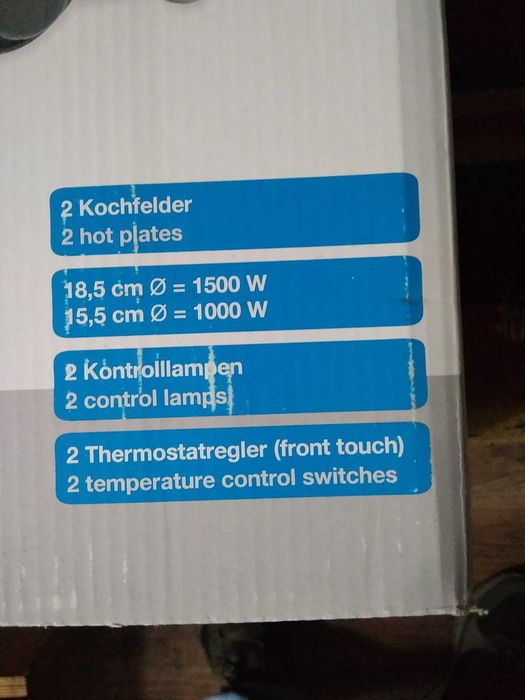 2 Kochfelder
2 hot plates
18,5 cm Ø = 1500 W
15,5 cm Ø = 1000 W
2 Kontrolllampen
2 control lamps
2 Thermostatregler (front touch)
2 temperature control switches